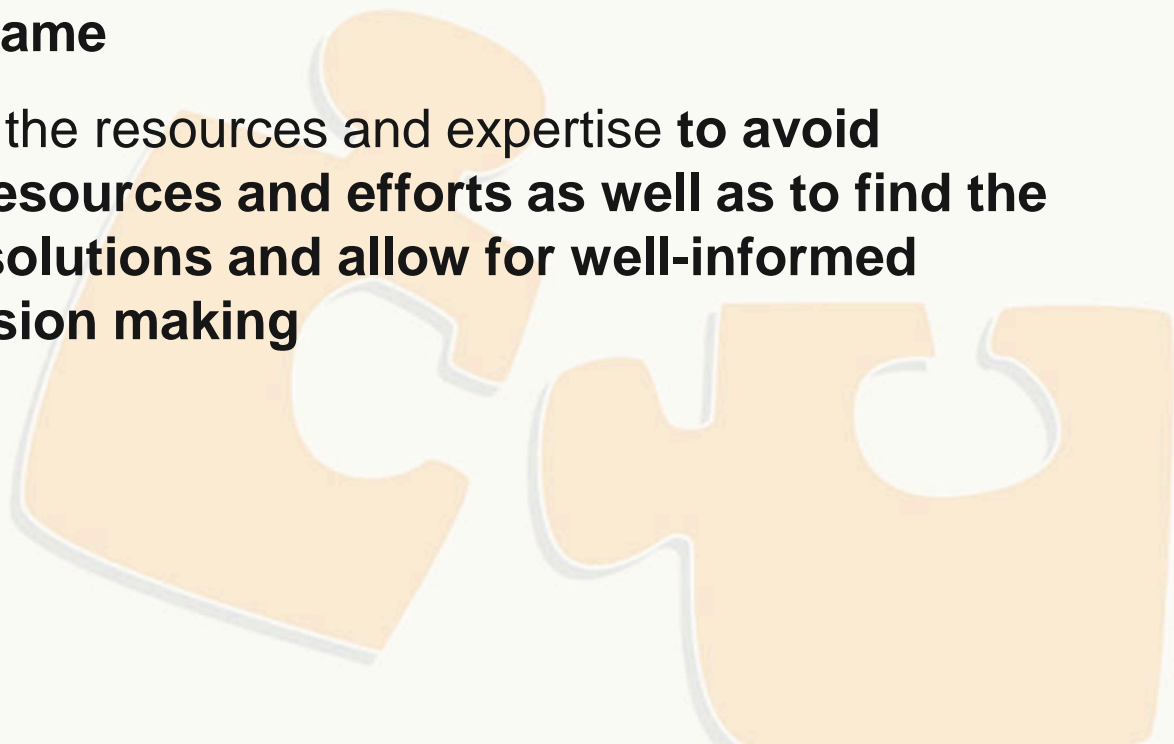 ame
the resources and expertise to avoid
esources and efforts as well as to find the
solutions and allow for well-informed
sion making